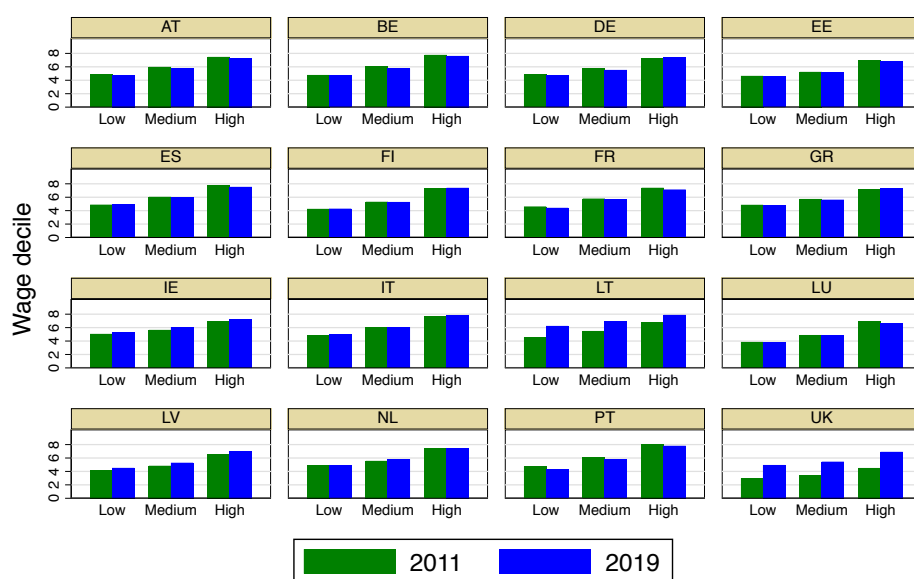 AT BE DE EE
0 2 4 6 8
Low Medium High Low Medium High Low Medium High Low Medium High
ES FI FR GR
0 2 4 6 8
Low Medium High Low Medium High Low Medium High Low Medium High
Wage decile
IE IT LT LU
0 2 4 6 8
Low Medium High Low Medium High Low Medium High Low Medium High
LV NL PT UK
0 2 4 6 8
Low Medium High Low Medium High Low Medium High Low Medium High
2011 2019